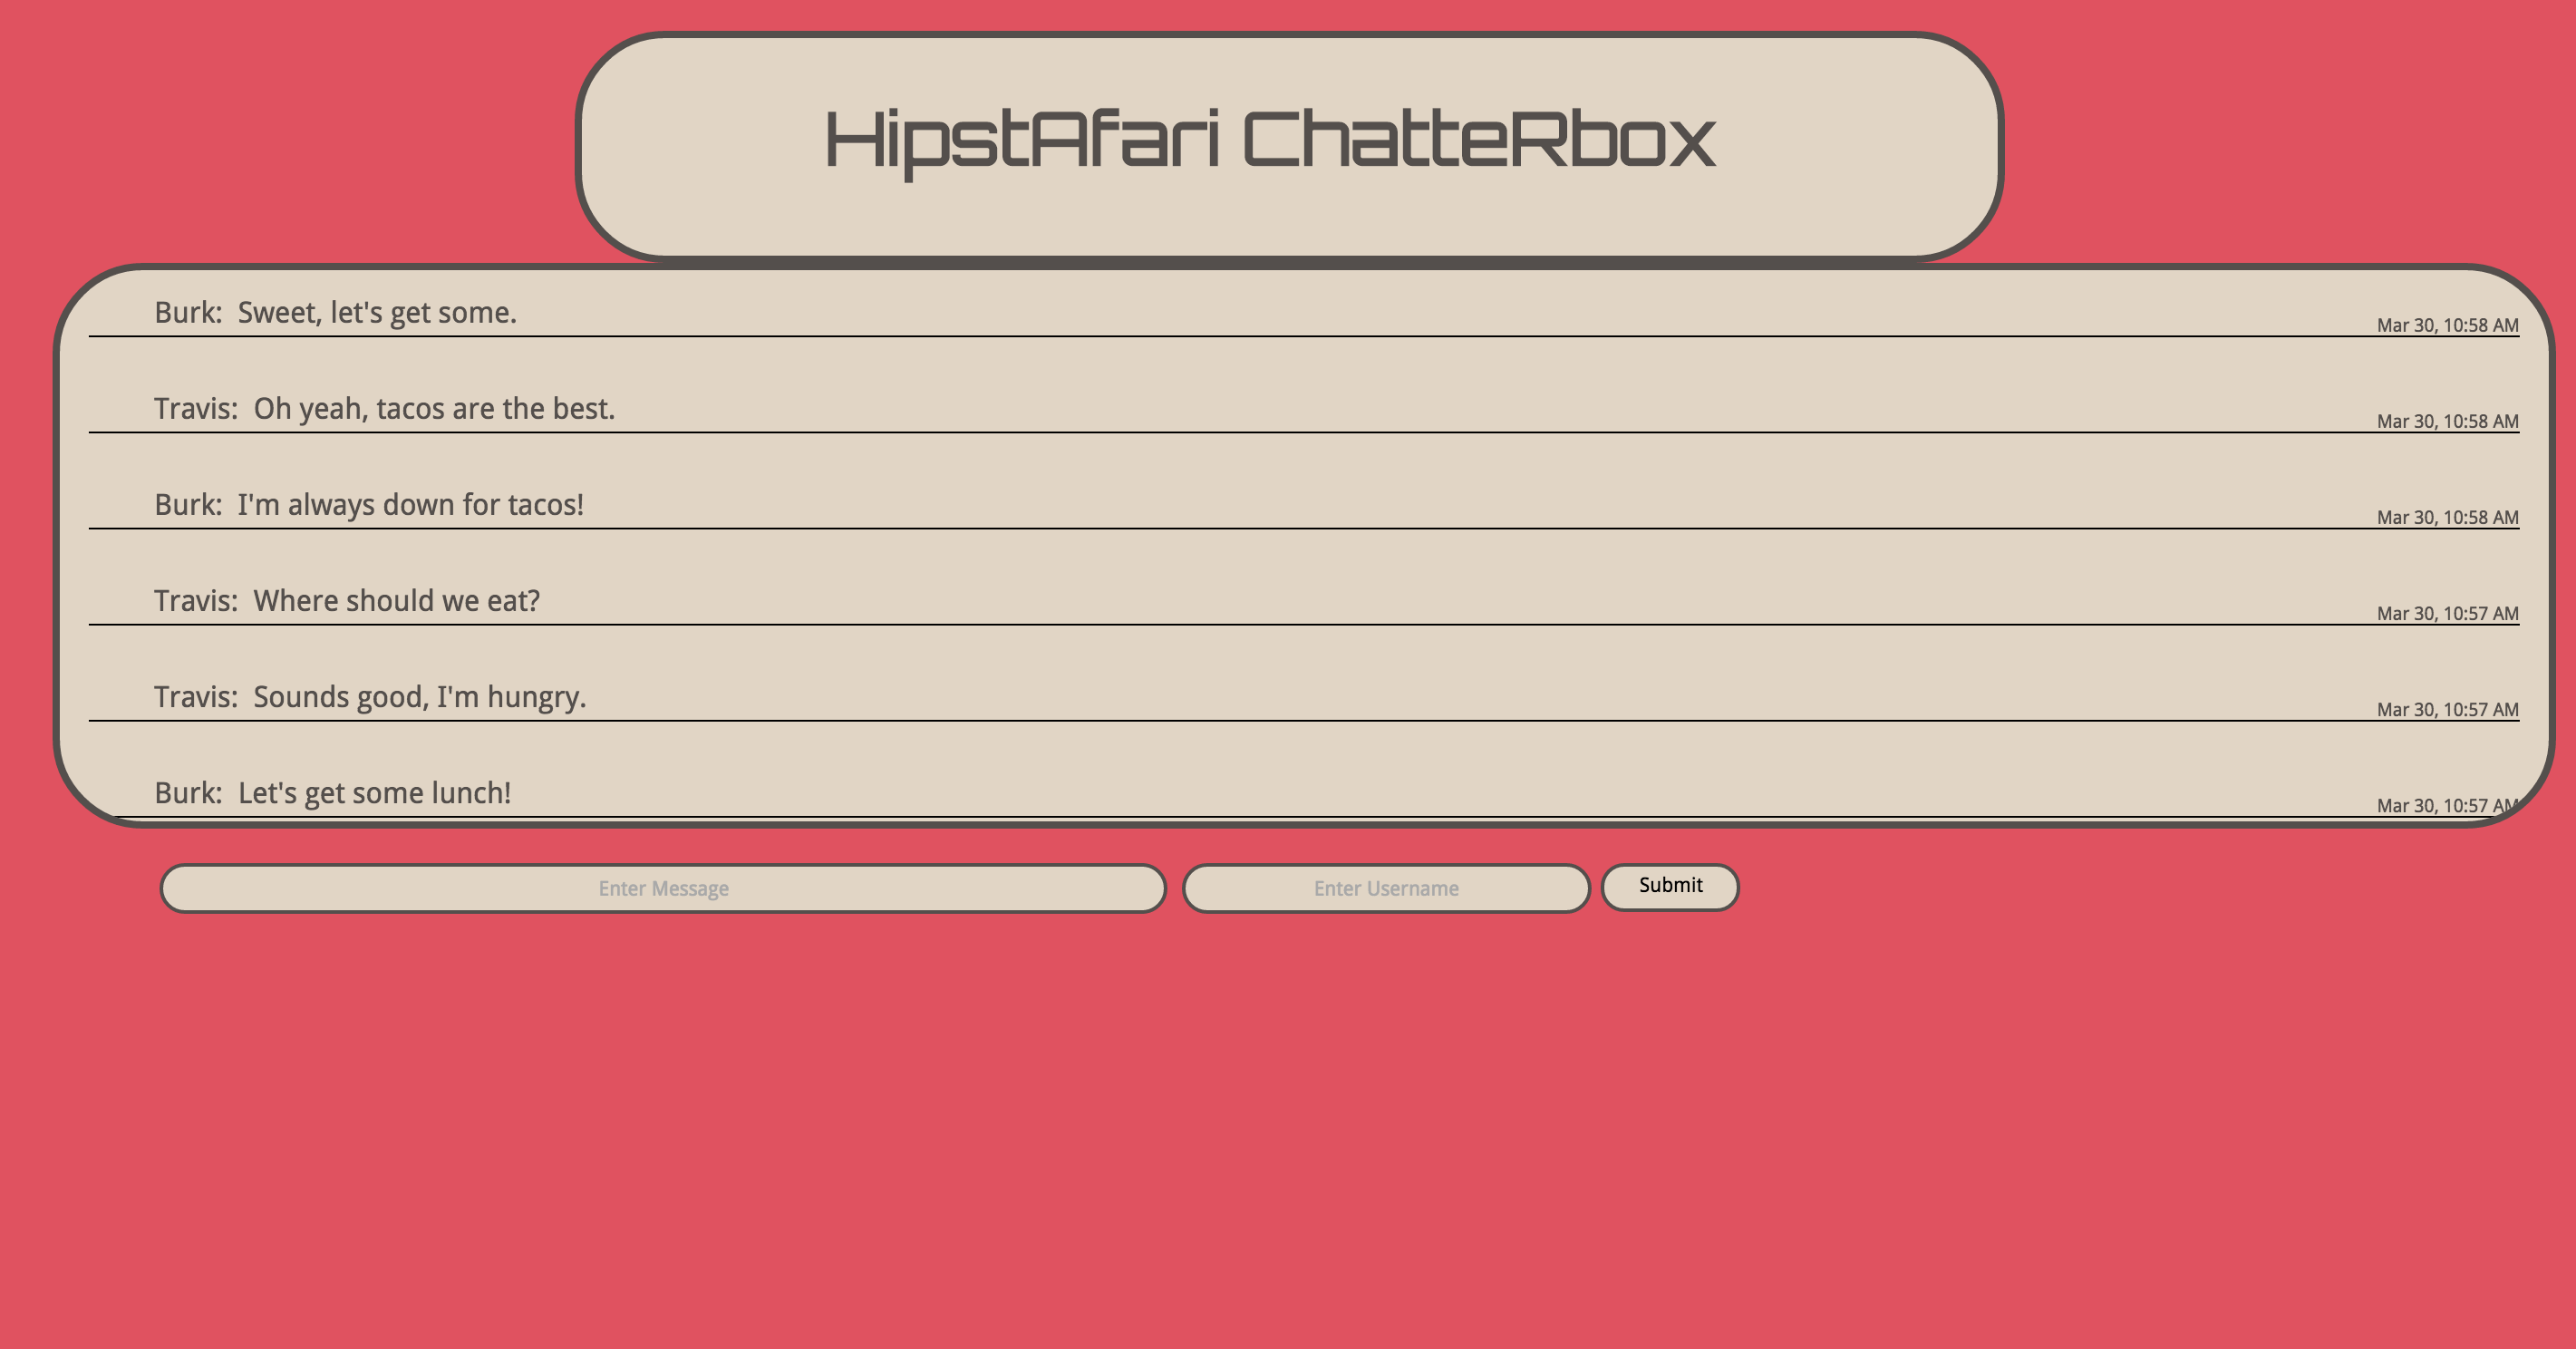 HipstAfari ChatteRbox
Burk: Sweet, let's get some.
Mar 30, 10:58 AM
Travis: Oh yeah, tacos are the best.
Mar 30, 10:58 AM
Burk: I'm always down for tacos!
Mar 30, 10:58 AM
Travis: Where should we eat?
Mar 30, 10:57 AM
Travis: Sounds good, I'm hungry.
Mar 30, 10:57 AM
Burk: Let's get some lunch!
Mar 30, 10:57 AM
Enter Message
Enter Username
Submit